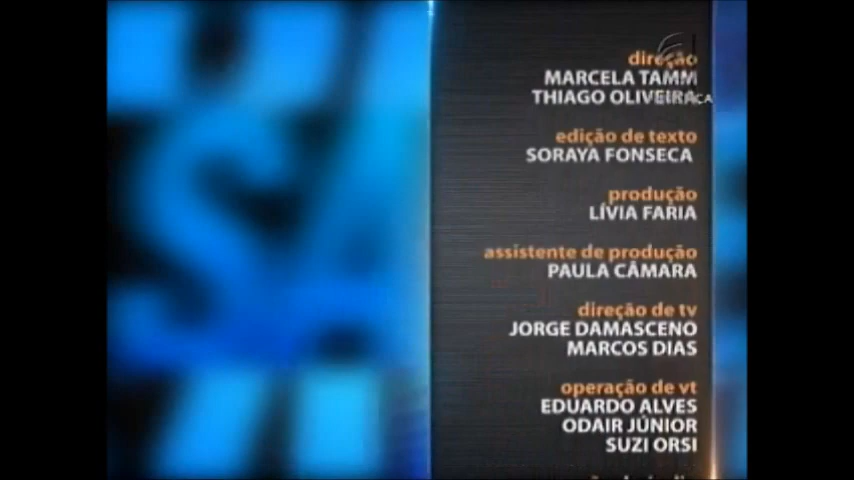 direção
MARCELA TAMM
THIAGO OLIVEIRA
edição de texto
SORAYA FONSECA
produção
LÍVIA FARIA
assistente de produção
PAULA CÂMARA
direção de tv
JORGE DAMASCENO
MARCOS DIAS
operação de vt
EDUARDO ALVES
ODAIR JÚNIOR
SUZI ORSI